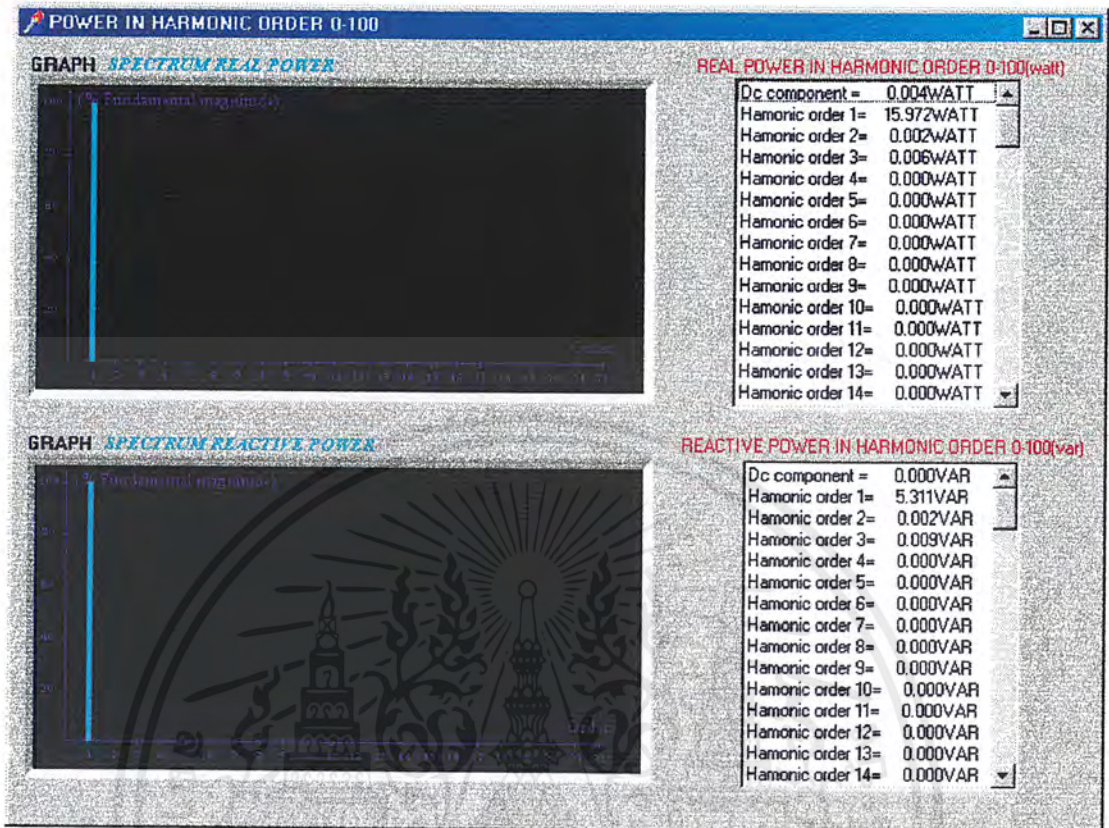 POWER IN HARMONIC ORDER 0-100
GRAPH SPECTRUM REAL POWER
(% Fundamental magnitude)
REAL POWER IN HARMONIC ORDER 0-100(watt)
Dc component = 0.004WATT
Hamonic order 1= 15.972WATT
Hamonic order 2= 0.002WATT
Hamonic order 3= 0.006WATT
Hamonic order 4= 0.000WATT
Hamonic order 5= 0.000WATT
Hamonic order 6= 0.000WATT
Hamonic order 7= 0.000WATT
Hamonic order 8= 0.000WATT
Hamonic order 9= 0.000WATT
Hamonic order 10= 0.000WATT
Hamonic order 11= 0.000WATT
Hamonic order 12= 0.000WATT
Hamonic order 13= 0.000WATT
Hamonic order 14= 0.000WATT
GRAPH SPECTRUM REACTIVE POWER
(% Fundamental magnitude)
REACTIVE POWER IN HARMONIC ORDER 0-100(var)
Dc component = 0.000VAR
Hamonic order 1= 5.311VAR
Hamonic order 2= 0.002VAR
Hamonic order 3= 0.009VAR
Hamonic order 4= 0.000VAR
Hamonic order 5= 0.000VAR
Hamonic order 6= 0.000VAR
Hamonic order 7= 0.000VAR
Hamonic order 8= 0.000VAR
Hamonic order 9= 0.000VAR
Hamonic order 10= 0.000VAR
Hamonic order 11= 0.000VAR
Hamonic order 12= 0.000VAR
Hamonic order 13= 0.000VAR
Hamonic order 14= 0.000VAR